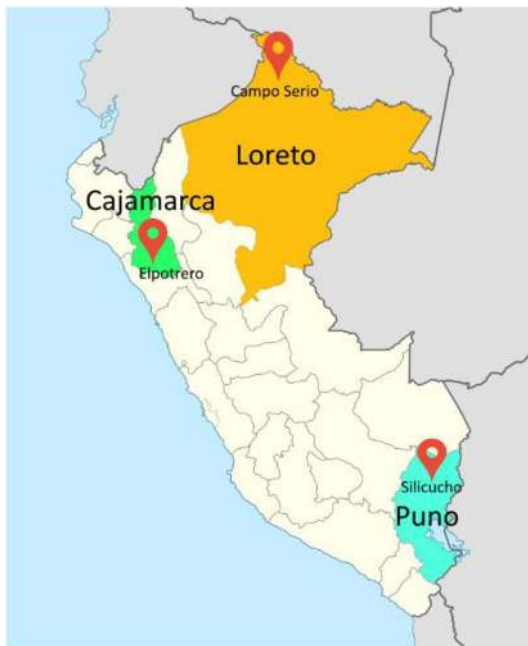 Campo Serio
Loreto
Cajamarca
Elpotrero
Silicucho
Puno